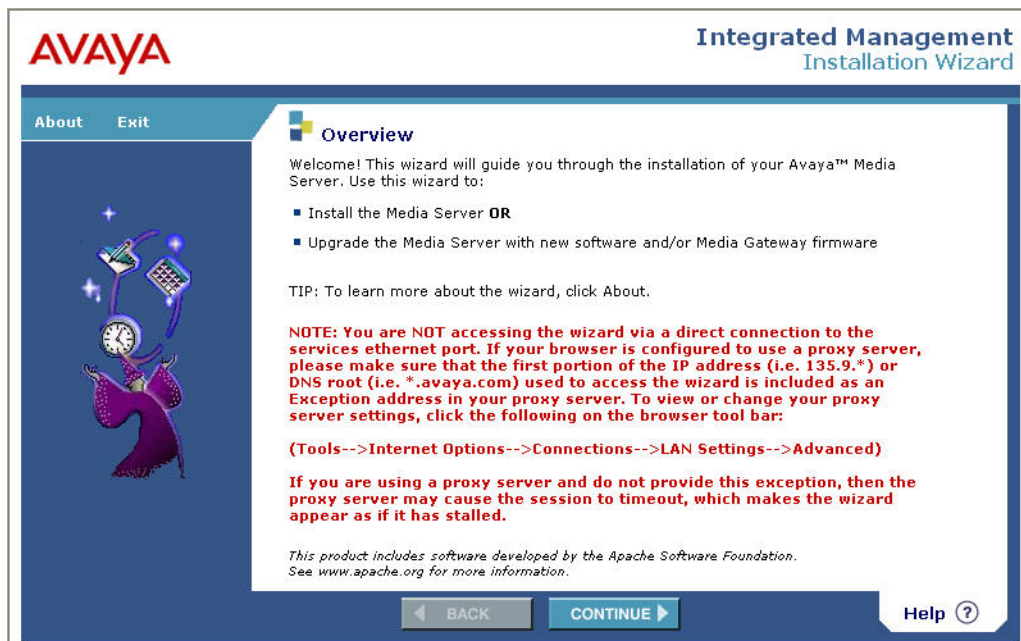 AVAYA
Integrated Management
Installation Wizard
About Exit
Overview
Welcome! This wizard will guide you through the installation of your Avaya™ Media
Server. Use this wizard to:
Install the Media Server OR
Upgrade the Media Server with new software and/or Media Gateway firmware
TIP: To learn more about the wizard, click About.
NOTE: You are NOT accessing the wizard via a direct connection to the
services ethernet port. If your browser is configured to use a proxy server,
please make sure that the first portion of the IP address (i.e. 135.9.*) or
DNS root (i.e. *.avaya.com) used to access the wizard is included as an
Exception address in your proxy server. To view or change your proxy
server settings, click the following on the browser tool bar:
(Tools-->Internet Options-->Connections-->LAN Settings-->Advanced)
If you are using a proxy server and do not provide this exception, then the
proxy server may cause the session to timeout, which makes the wizard
appear as if it has stalled.
This product includes software developed by the Apache Software Foundation.
See www.apache.org for more information.
BACK CONTINUE Help ?